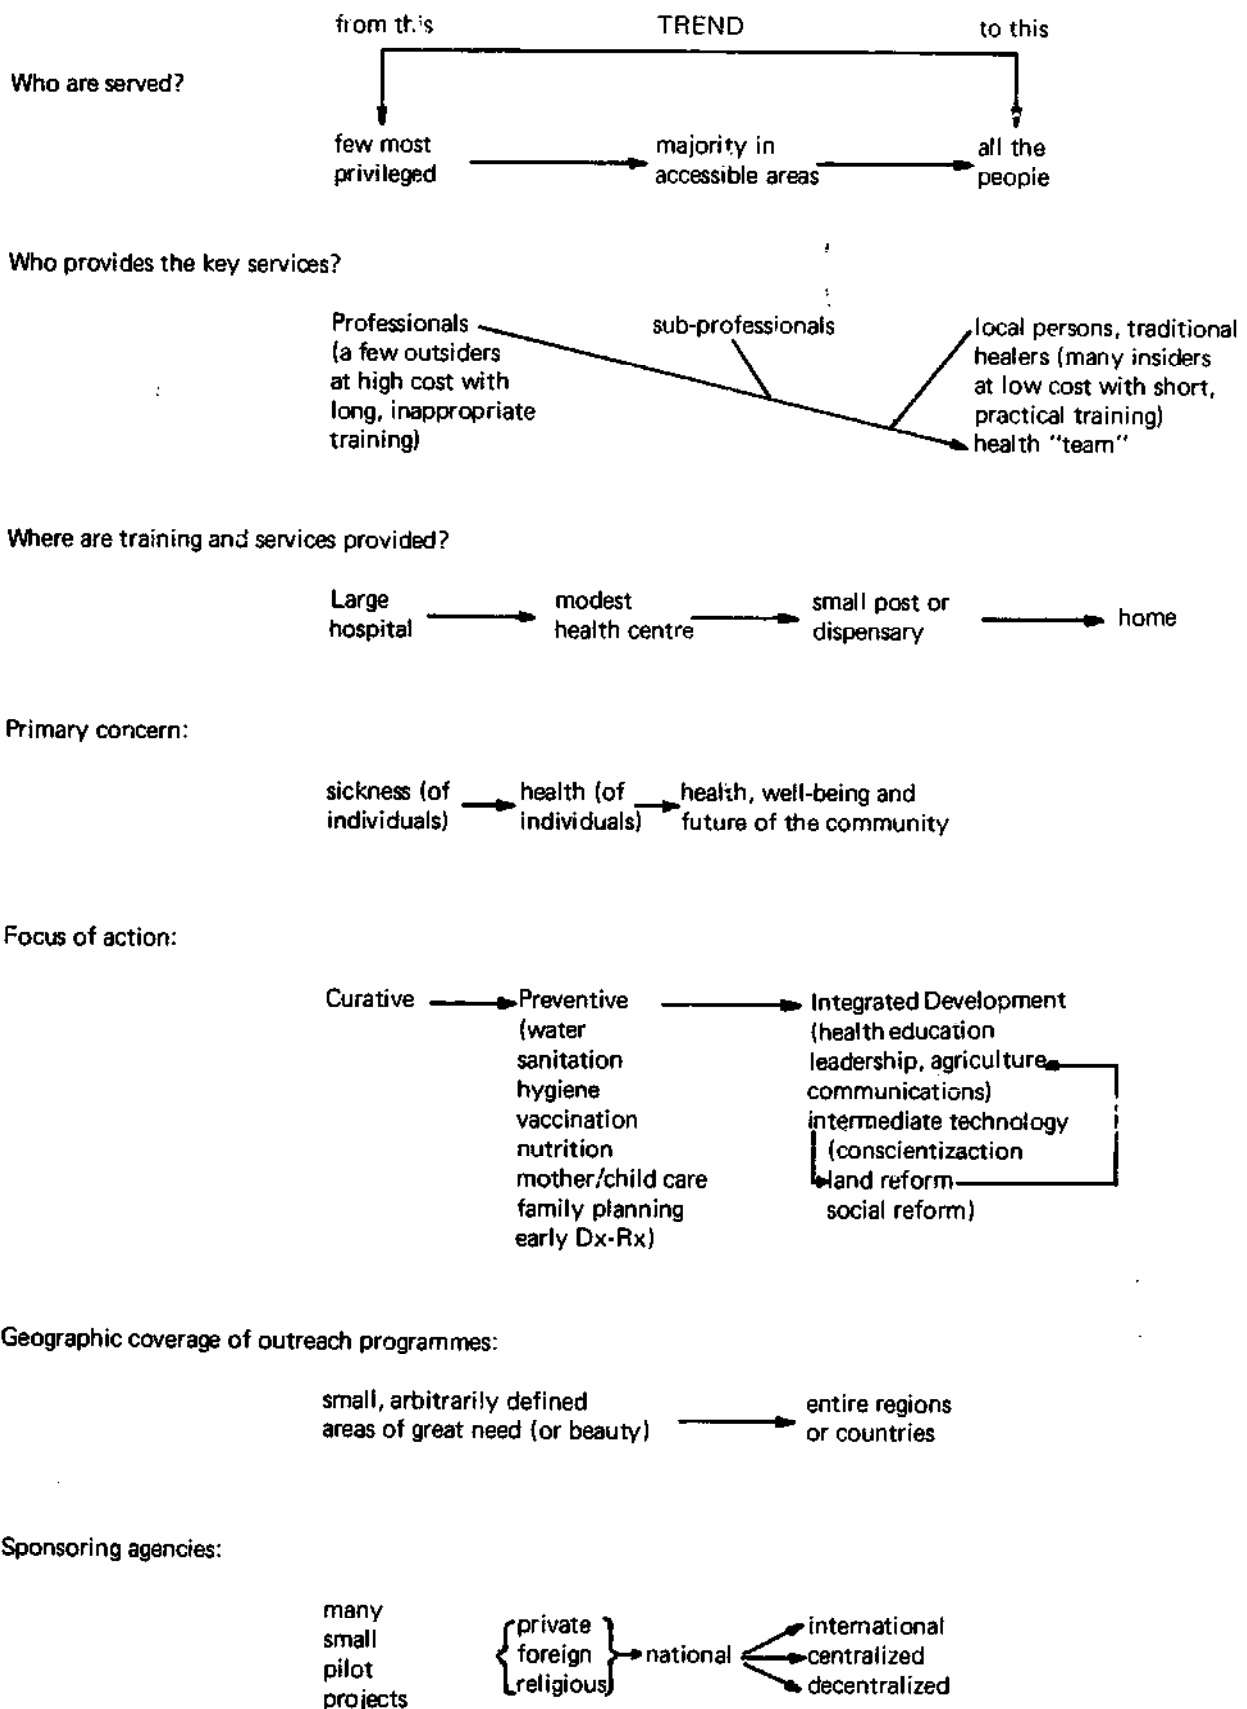 from this TREND to this
Who are served?
few most majority in all the
privileged accessible areas people
Who provides the key services?
Professionals sub-professionals local persons, traditional
(a few outsiders healers (many insiders
at high cost with at low cost with short,
long, inappropriate practical training)
training) health "team"
Where are training and services provided?
Large modest small post or
hospital health centre dispensary home
Primary concern:
sickness (of health (of health, well-being and
individuals) individuals) future of the community
Focus of action:
Curative Preventive Integrated Development
(water (health education
sanitation leadership, agriculture
hygiene communications)
vaccination intermediate technology
nutrition (conscientizaction
mother/child care land reform
family planning social reform)
early Dx-Rx)
Geographic coverage of outreach programmes:
small, arbitrarily defined entire regions
areas of great need (or beauty) or countries
Sponsoring agencies:
many private international
small foreign national centralized
pilot religious decentralized
projects